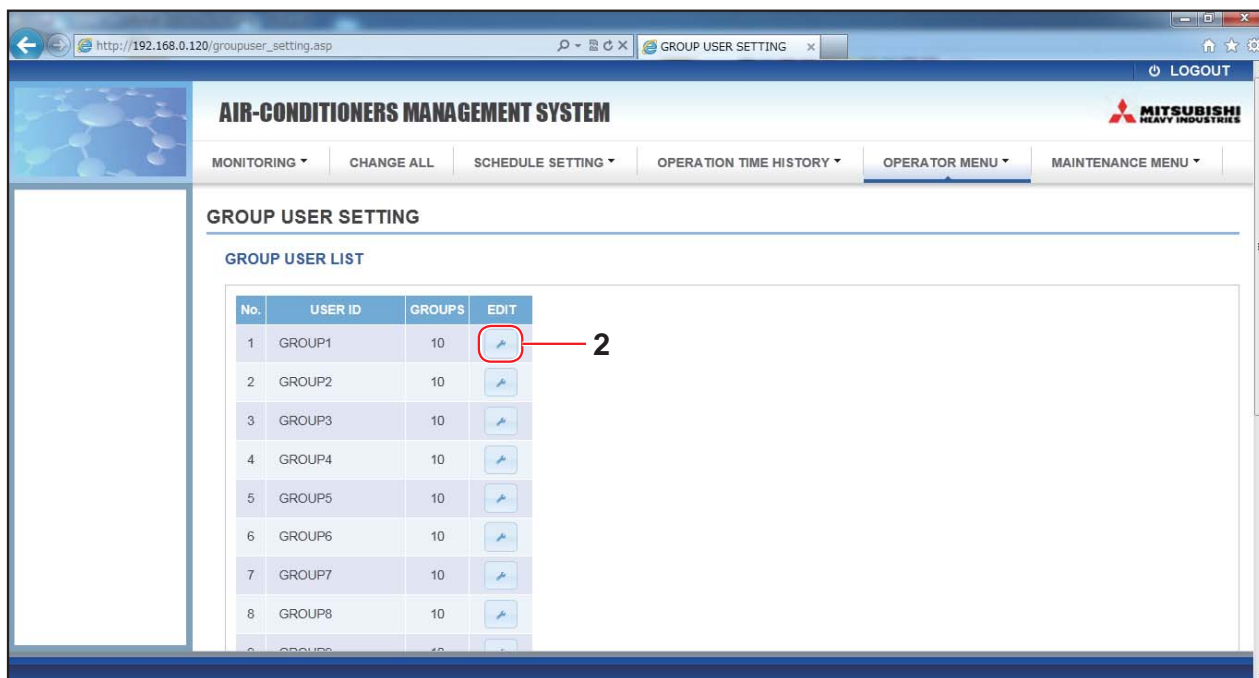 http://192.168.0.120/groupuser_setting.asp
GROUP USER SETTING
LOGOUT
AIR-CONDITIONERS MANAGEMENT SYSTEM
MITSUBISHI
HEAVY INDUSTRIES
MONITORING CHANGE ALL SCHEDULE SETTING OPERATION TIME HISTORY OPERATOR MENU MAINTENANCE MENU
GROUP USER SETTING
GROUP USER LIST
No. USER ID GROUPS EDIT
1 GROUP1 10
2
2 GROUP2 10
3 GROUP3 10
4 GROUP4 10
5 GROUP5 10
6 GROUP6 10
7 GROUP7 10
8 GROUP8 10